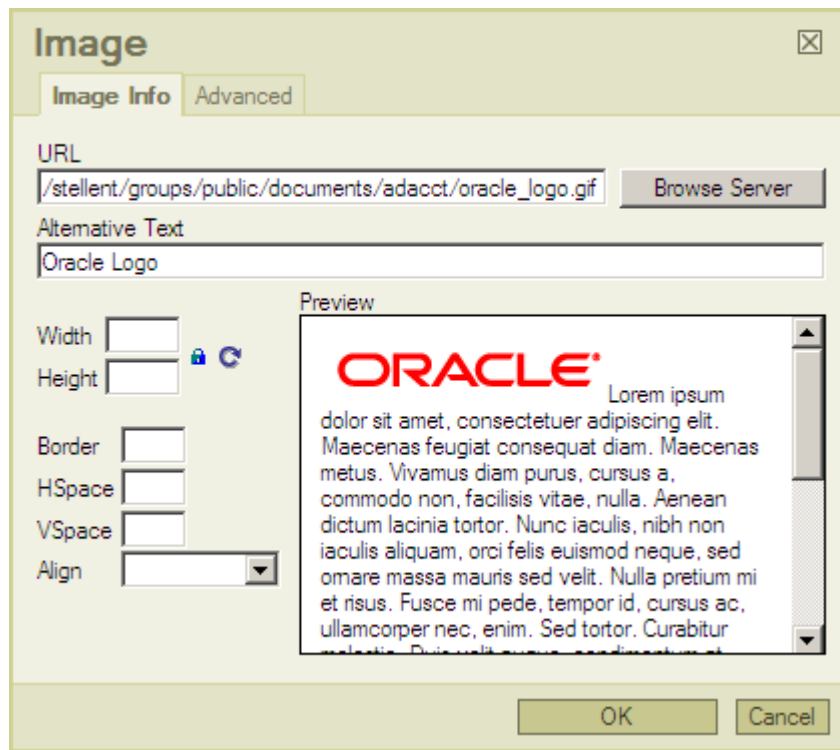 Image
Image Info
Advanced
URL
/stellent/groups/public/documents/adacct/oracle_logo.gif
Browse Server
Alternative Text
Oracle Logo
Width
Height
Border
HSpace
VSpace
Align
Preview
ORACLE
Lorem ipsum
dolor sit amet, consectetuer adipiscing elit.
Maecenas feugiat consequat diam. Maecenas
metus. Vivamus diam purus, cursus a,
commodo non, facilisis vitae, nulla. Aenean
dictum lacinia tortor. Nunc iaculis, nibh non
iaculis aliquam, orci felis euismod neque, sed
ornare massa mauris sed velit. Nulla pretium mi
et risus. Fusce mi pede, tempor id, cursus ac,
ullamcorper nec, enim. Sed tortor. Curabitur
OK
Cancel